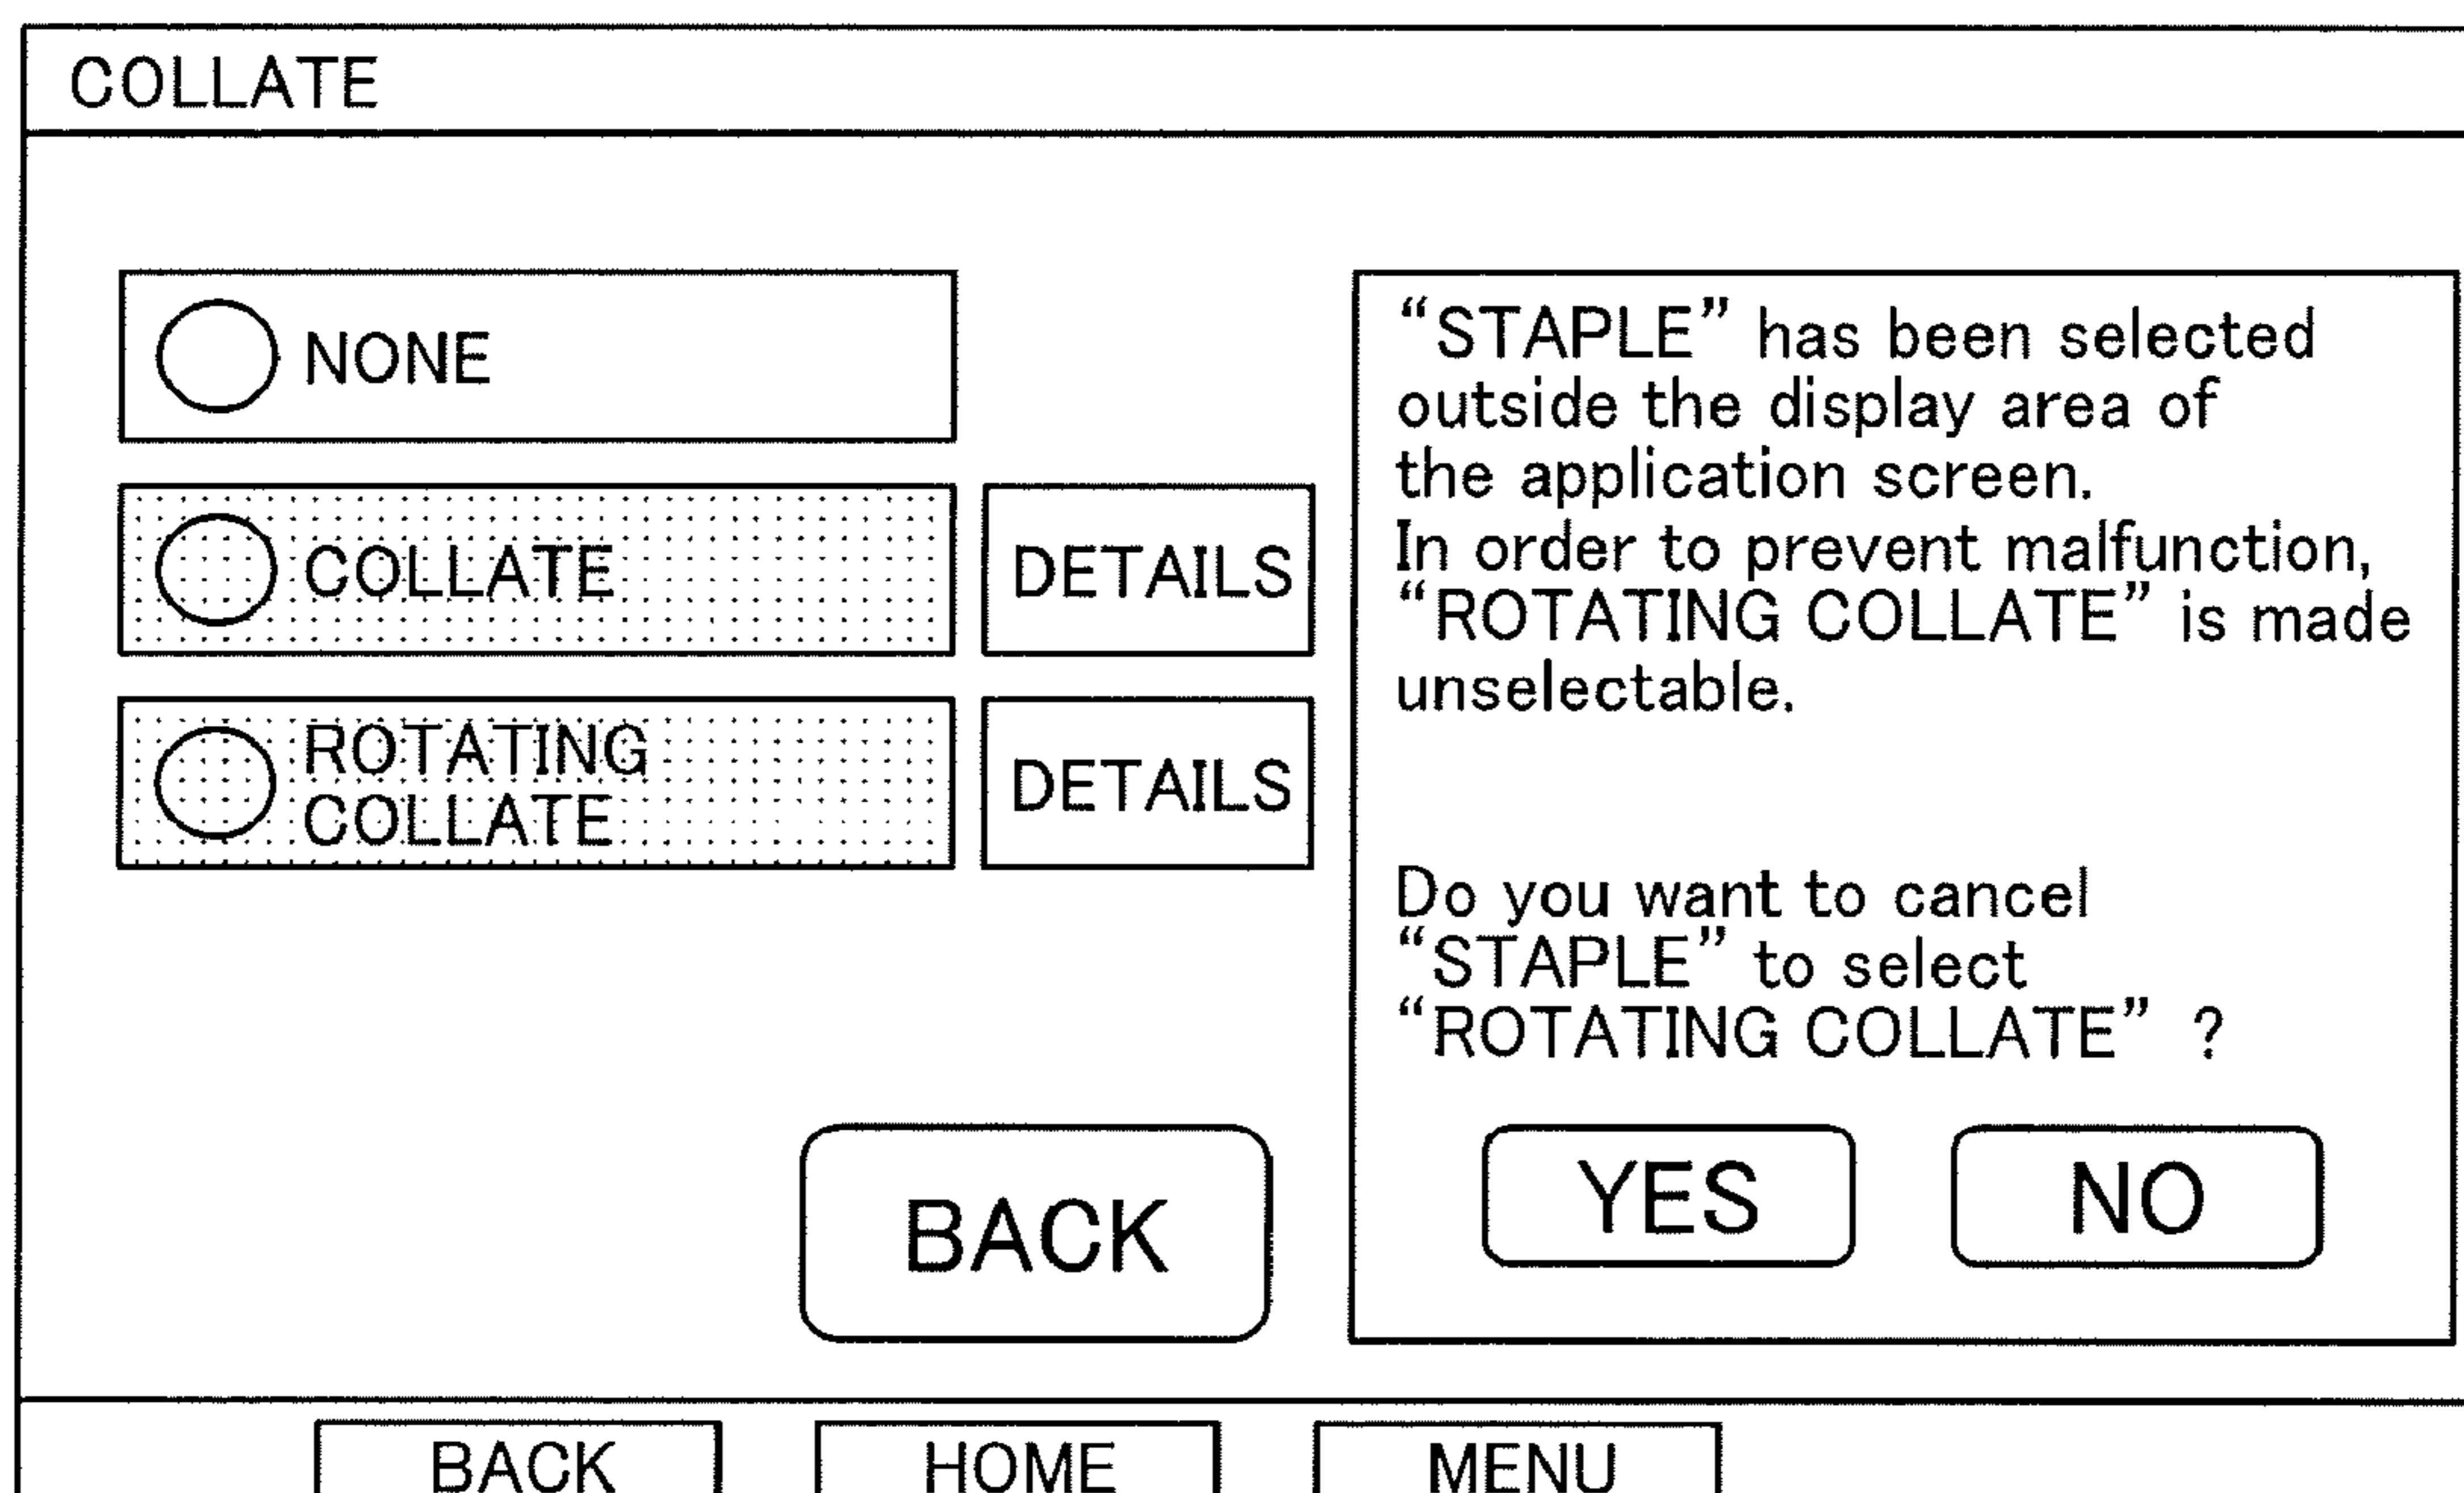 COLLATE
NONE
COLLATE
DETAILS
ROTATING
COLLATE
DETAILS
BACK
“STAPLE” has been selected
outside the display area of
the application screen.
In order to prevent malfunction,
“ROTATING COLLATE” is made
unselectable.
Do you want to cancel
“STAPLE” to select
“ROTATING COLLATE” ?
YES
NO
BACK
HOME
MENU